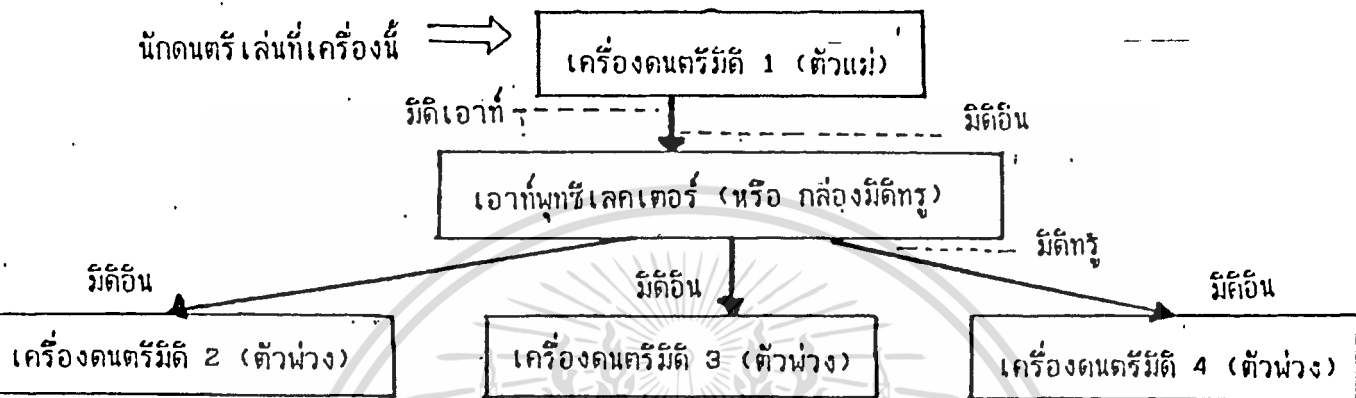 นักดนตรีเล่นที่เครื่องนี้
เครื่องดนตรีมิดิ 1 (ตัวแม่)
มิดิเอาท์
มิดิอิน
เอาท์พุทซีเลคเตอร์ (หรือ กล่องมิดิทรู)
มิดิทรู
มิดิอิน
มิดิอิน
มิดิอิน
เครื่องดนตรีมิดิ 2 (ตัวพ่วง)
เครื่องดนตรีมิดิ 3 (ตัวพ่วง)
เครื่องดนตรีมิดิ 4 (ตัวพ่วง)